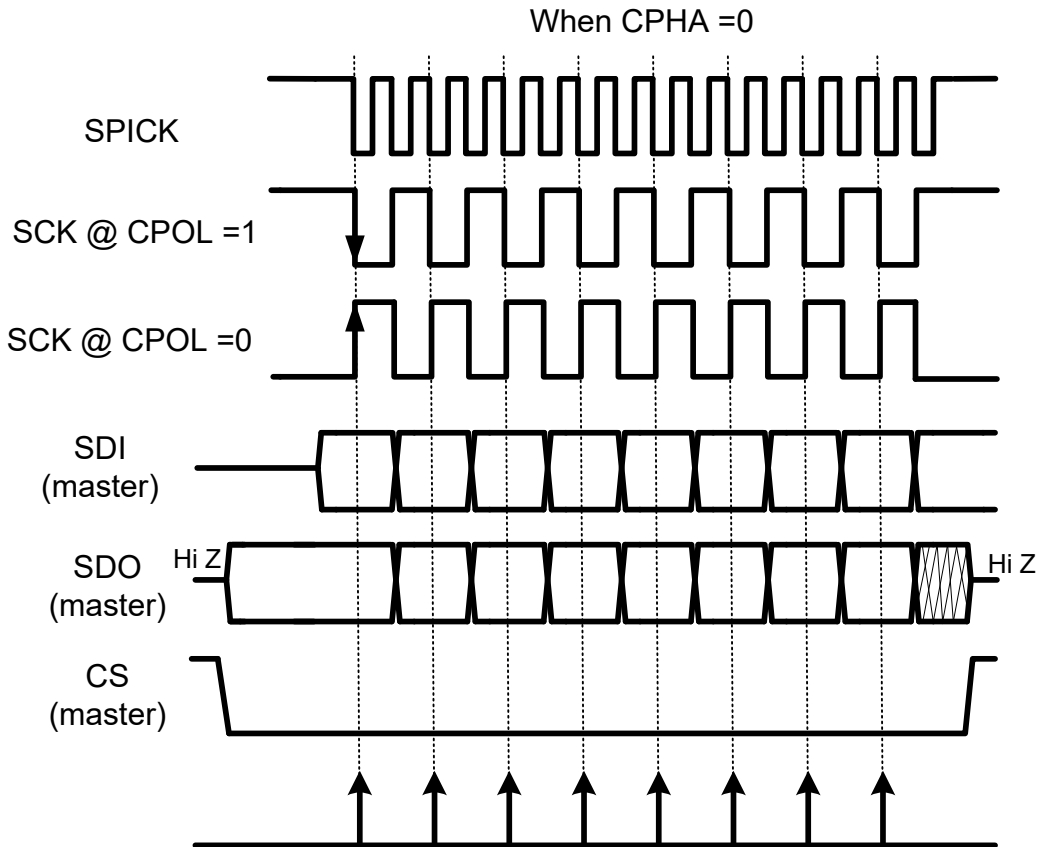 When CPHA =0
SPICK
SCK @ CPOL =1
SCK @ CPOL =0
SDI
(master)
Hi Z
SDO
(master)
Hi Z
CS
(master)